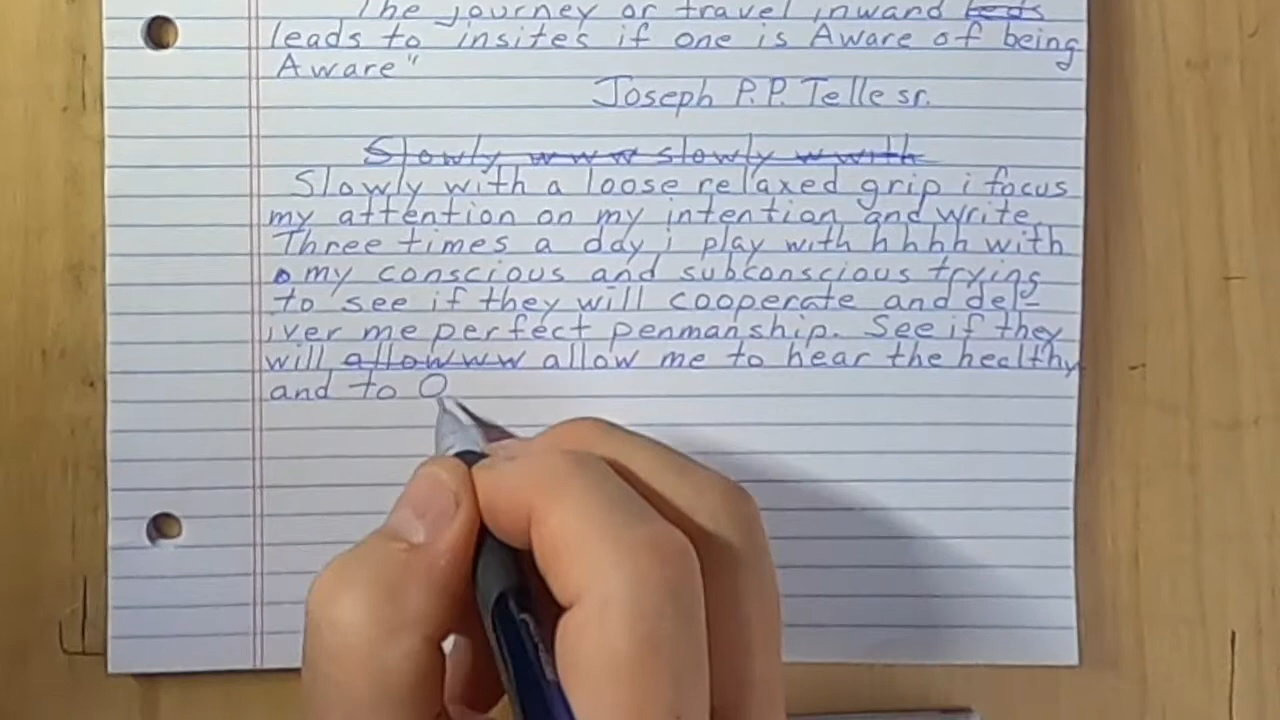 The journey or travel inward leads
leads to insites if one is Aware of being
Aware"
Joseph P.P. Telle sr.
Slowly www slowly w with
Slowly with a loose relaxed grip i focus
my attention on my intention and write.
Three times a day i play with h h h h with
my conscious and subconscious trying
to see if they will cooperate and del-
iver me perfect penmanship. See if they
will allowww allow me to hear the healthy
and to O